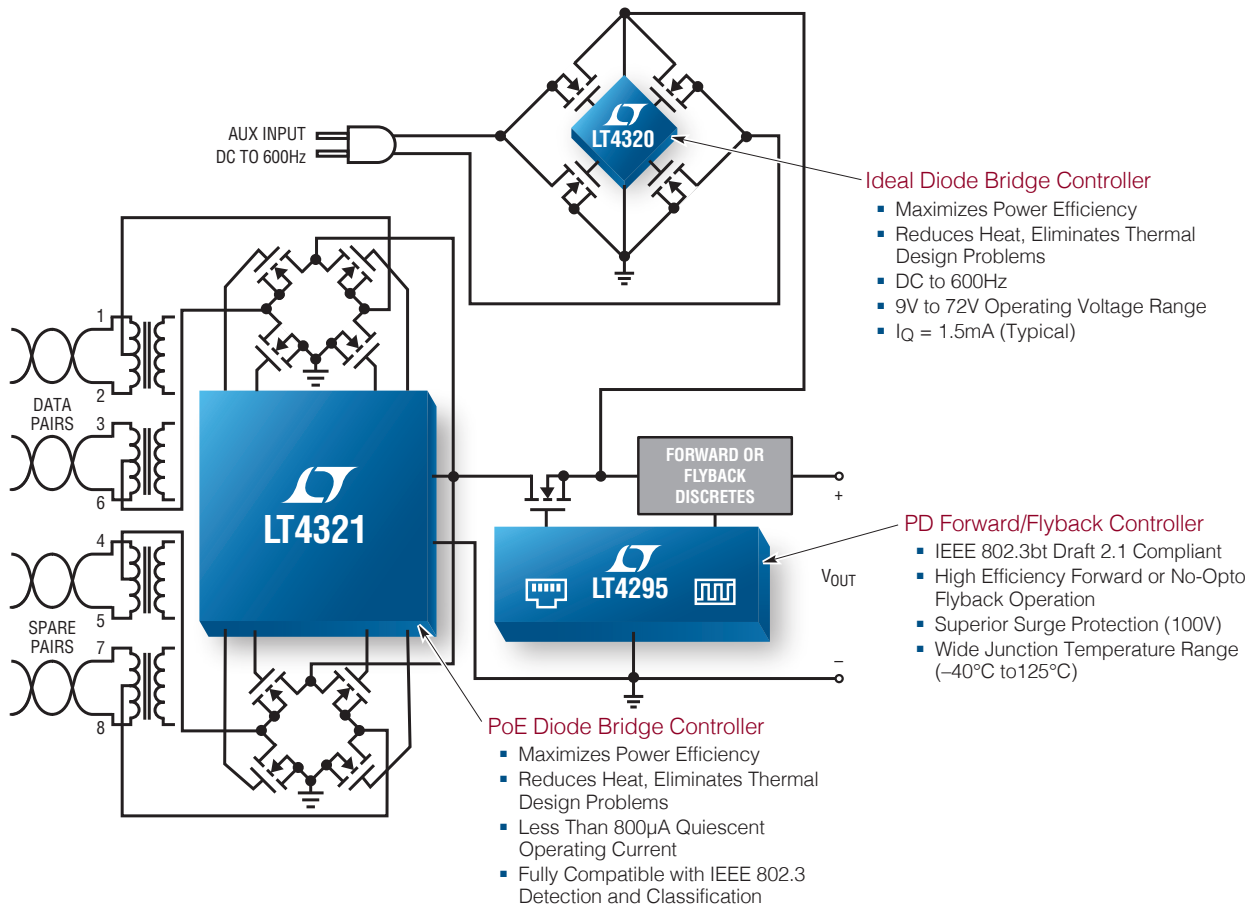 AUX INPUT
DC TO 600Hz
LT4320
Ideal Diode Bridge Controller
▪ Maximizes Power Efficiency
▪ Reduces Heat, Eliminates Thermal
Design Problems
▪ DC to 600Hz
▪ 9V to 72V Operating Voltage Range
▪ IQ = 1.5mA (Typical)
1
2
DATA
PAIRS
3
6
4
5
SPARE
PAIRS
7
8
LT4321
FORWARD OR
FLYBACK
DISCRETES
+
LT4295
VOUT
–
PD Forward/Flyback Controller
▪ IEEE 802.3bt Draft 2.1 Compliant
▪ High Efficiency Forward or No-Opto
Flyback Operation
▪ Superior Surge Protection (100V)
▪ Wide Junction Temperature Range
(–40°C to125°C)
PoE Diode Bridge Controller
▪ Maximizes Power Efficiency
▪ Reduces Heat, Eliminates Thermal
Design Problems
▪ Less Than 800µA Quiescent
Operating Current
▪ Fully Compatible with IEEE 802.3
Detection and Classification